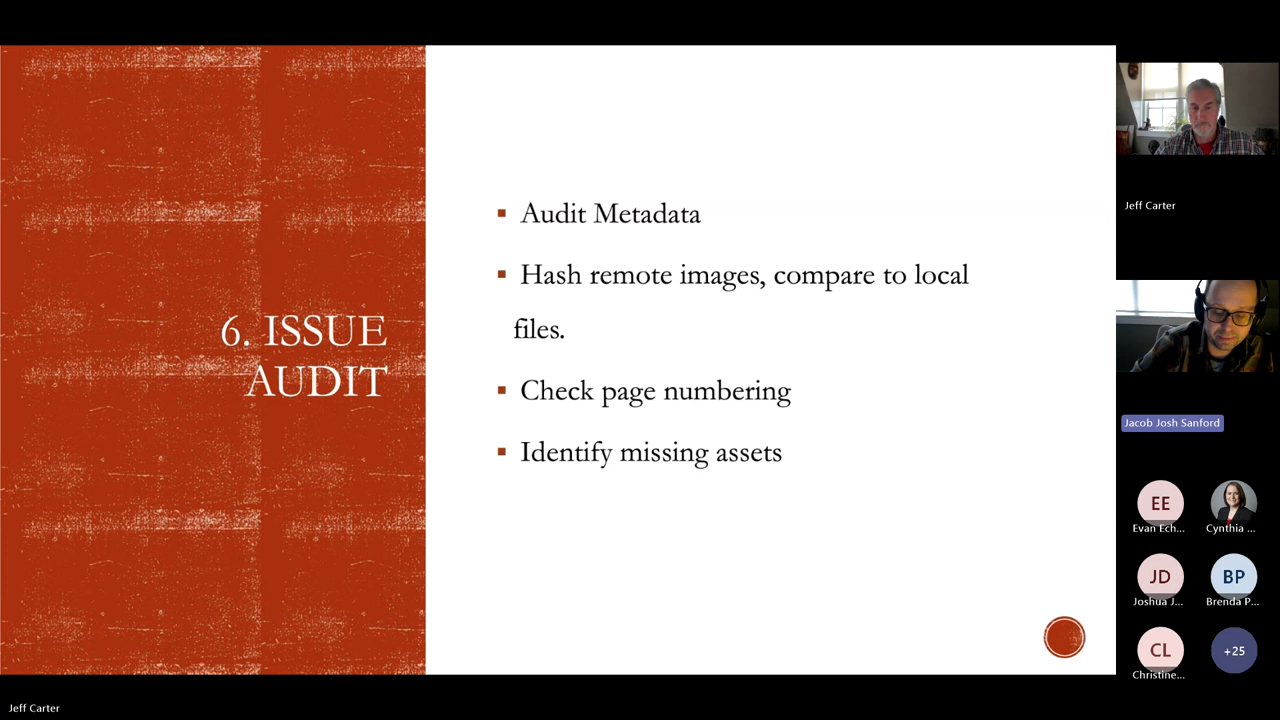 6. ISSUE
AUDIT
Audit Metadata
Hash remote images, compare to local
files.
Check page numbering
Identify missing assets
Jeff Carter
Jacob Josh Sanford
EE
Evan Ech...
Cynthia ...
JD
Joshua J...
BP
Brenda P...
CL
Christine...
+25
Jeff Carter